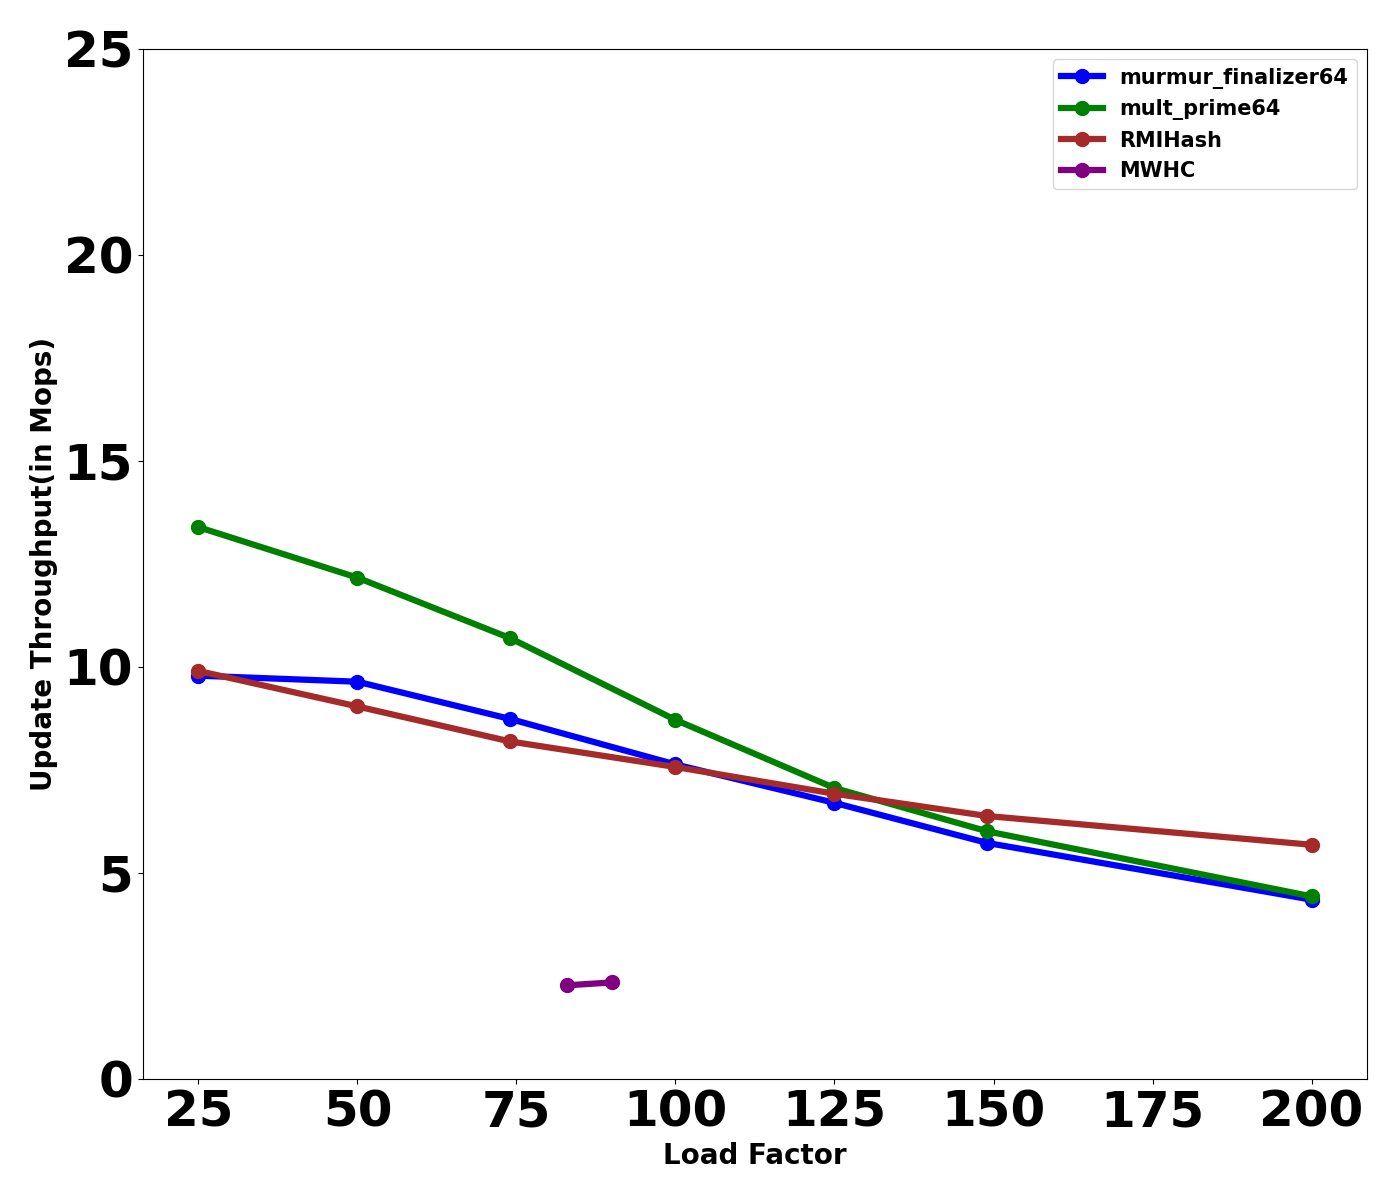 25
20
15
10
5
0
Update Throughput(in Mops)
murmur_finalizer64
mult_prime64
RMIHash
MWHC
25 50 75 100 125 150 175 200
Load Factor